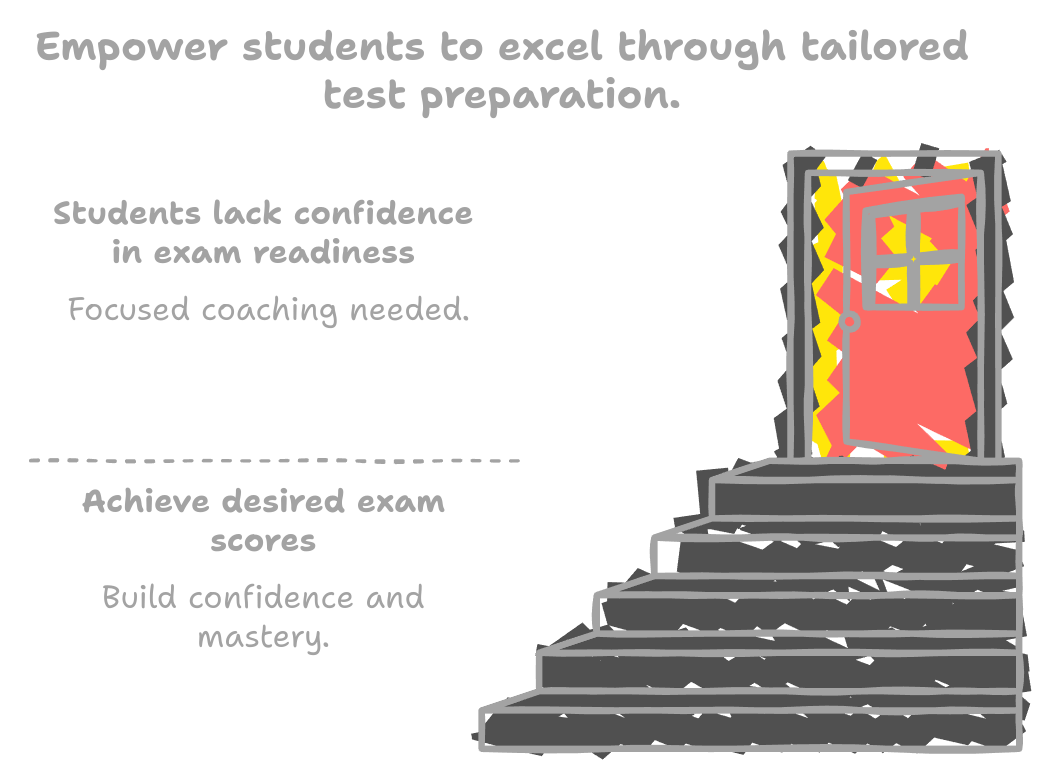 Empower students to excel through tailored
test preparation.
Students lack confidence
in exam readiness
Focused coaching needed.
Achieve desired exam
scores
Build confidence and
mastery.